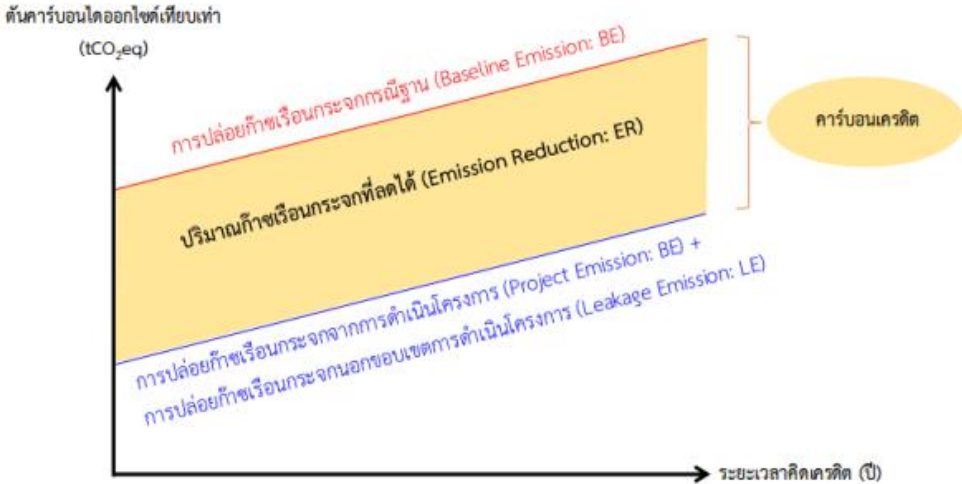 ตันคาร์บอนไดออกไซด์เทียบเท่า
(tCO₂eq)
การปล่อยก๊าซเรือนกระจกกรณีฐาน (Baseline Emission: BE)
คาร์บอนเครดิต
ปริมาณก๊าซเรือนกระจกที่ลดได้ (Emission Reduction: ER)
การปล่อยก๊าซเรือนกระจกจากการดำเนินโครงการ (Project Emission: BE) +
การปล่อยก๊าซเรือนกระจกนอกขอบเขตการดำเนินโครงการ (Leakage Emission: LE)
ระยะเวลาคิดเครดิต (ปี)